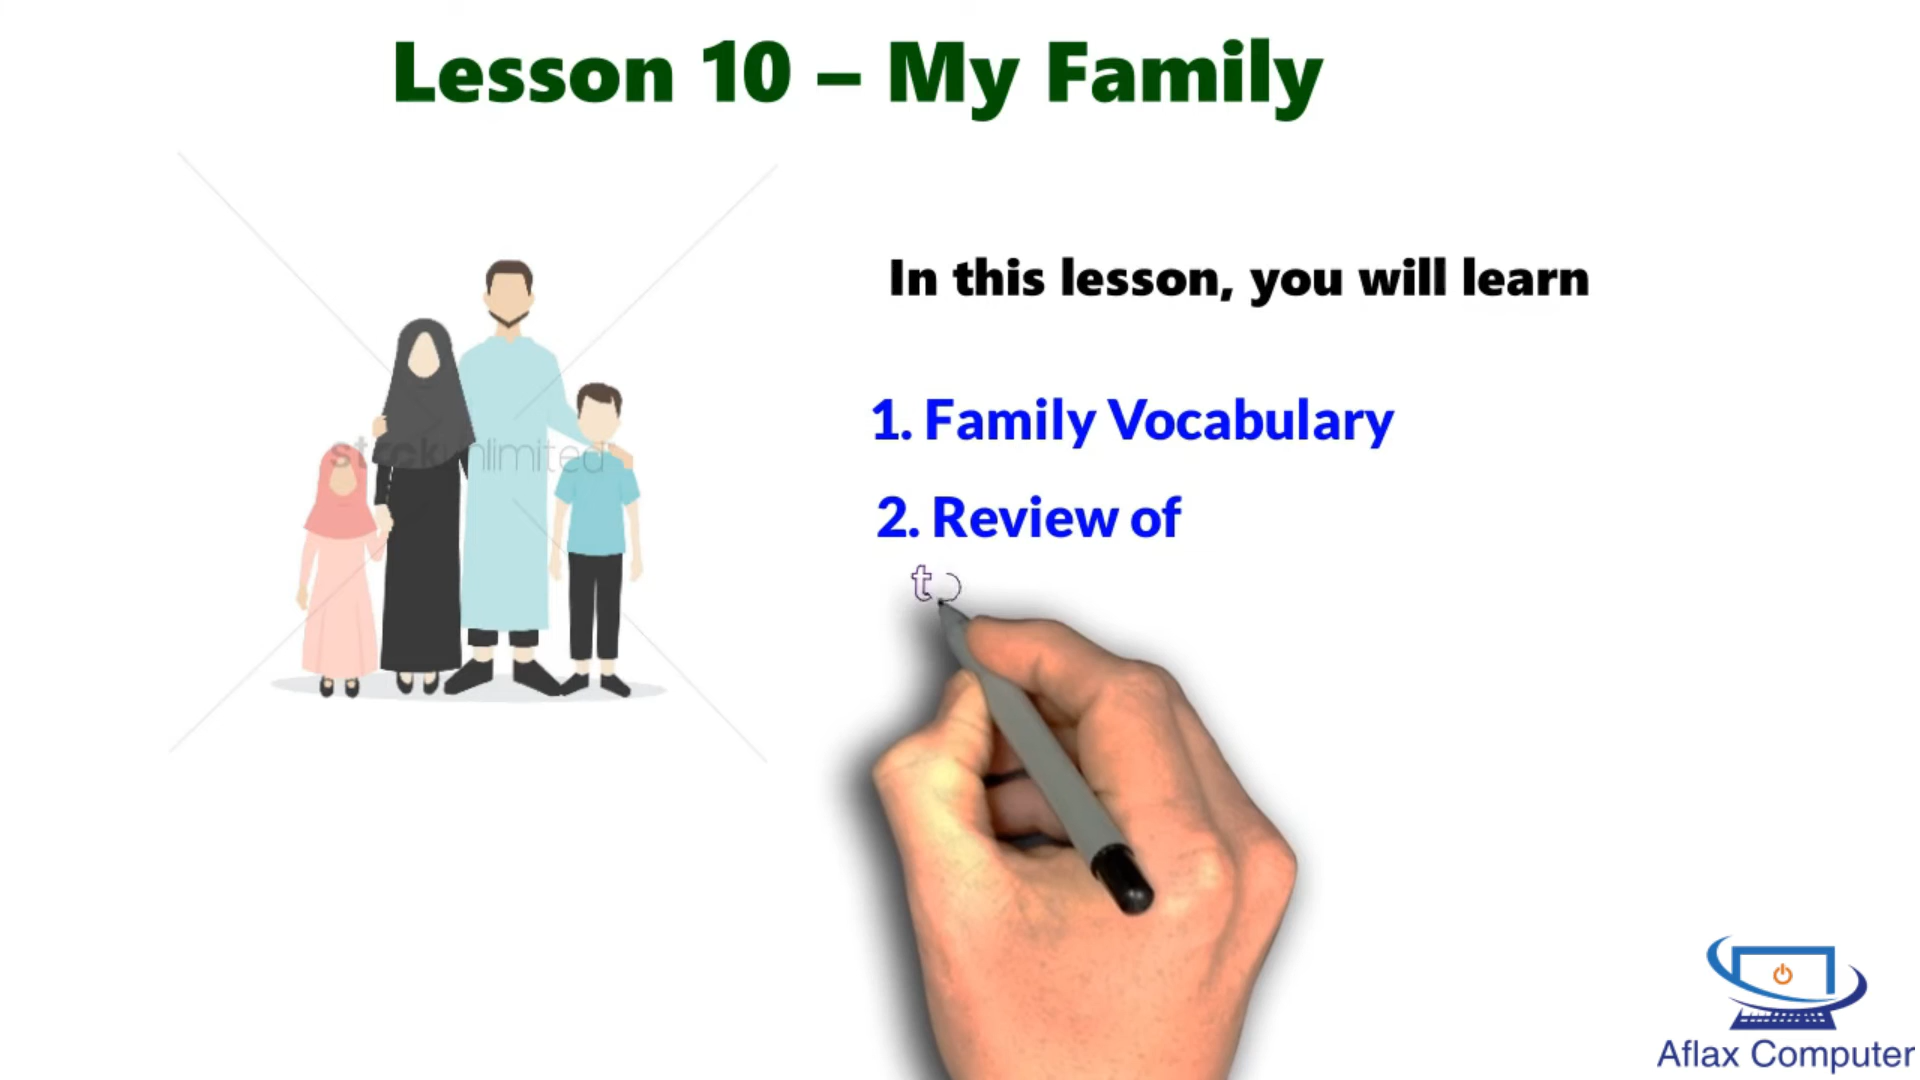 Lesson 10 – My Family
In this lesson, you will learn
1. Family Vocabulary
2. Review of
t
Aflax Computer